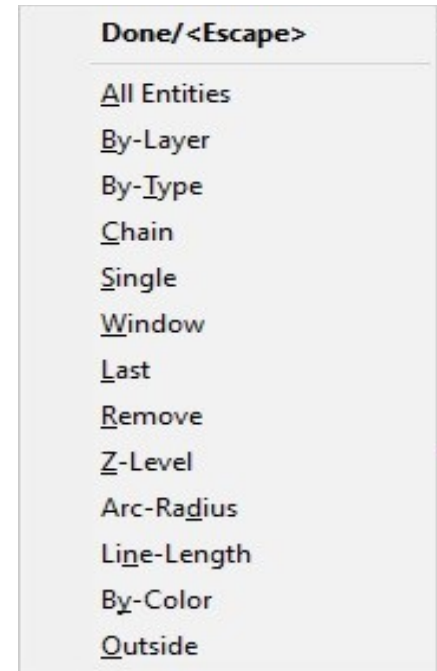 Done/<Escape>
All Entities
By-Layer
By-Type
Chain
Single
Window
Last
Remove
Z-Level
Arc-Radius
Line-Length
By-Color
Outside